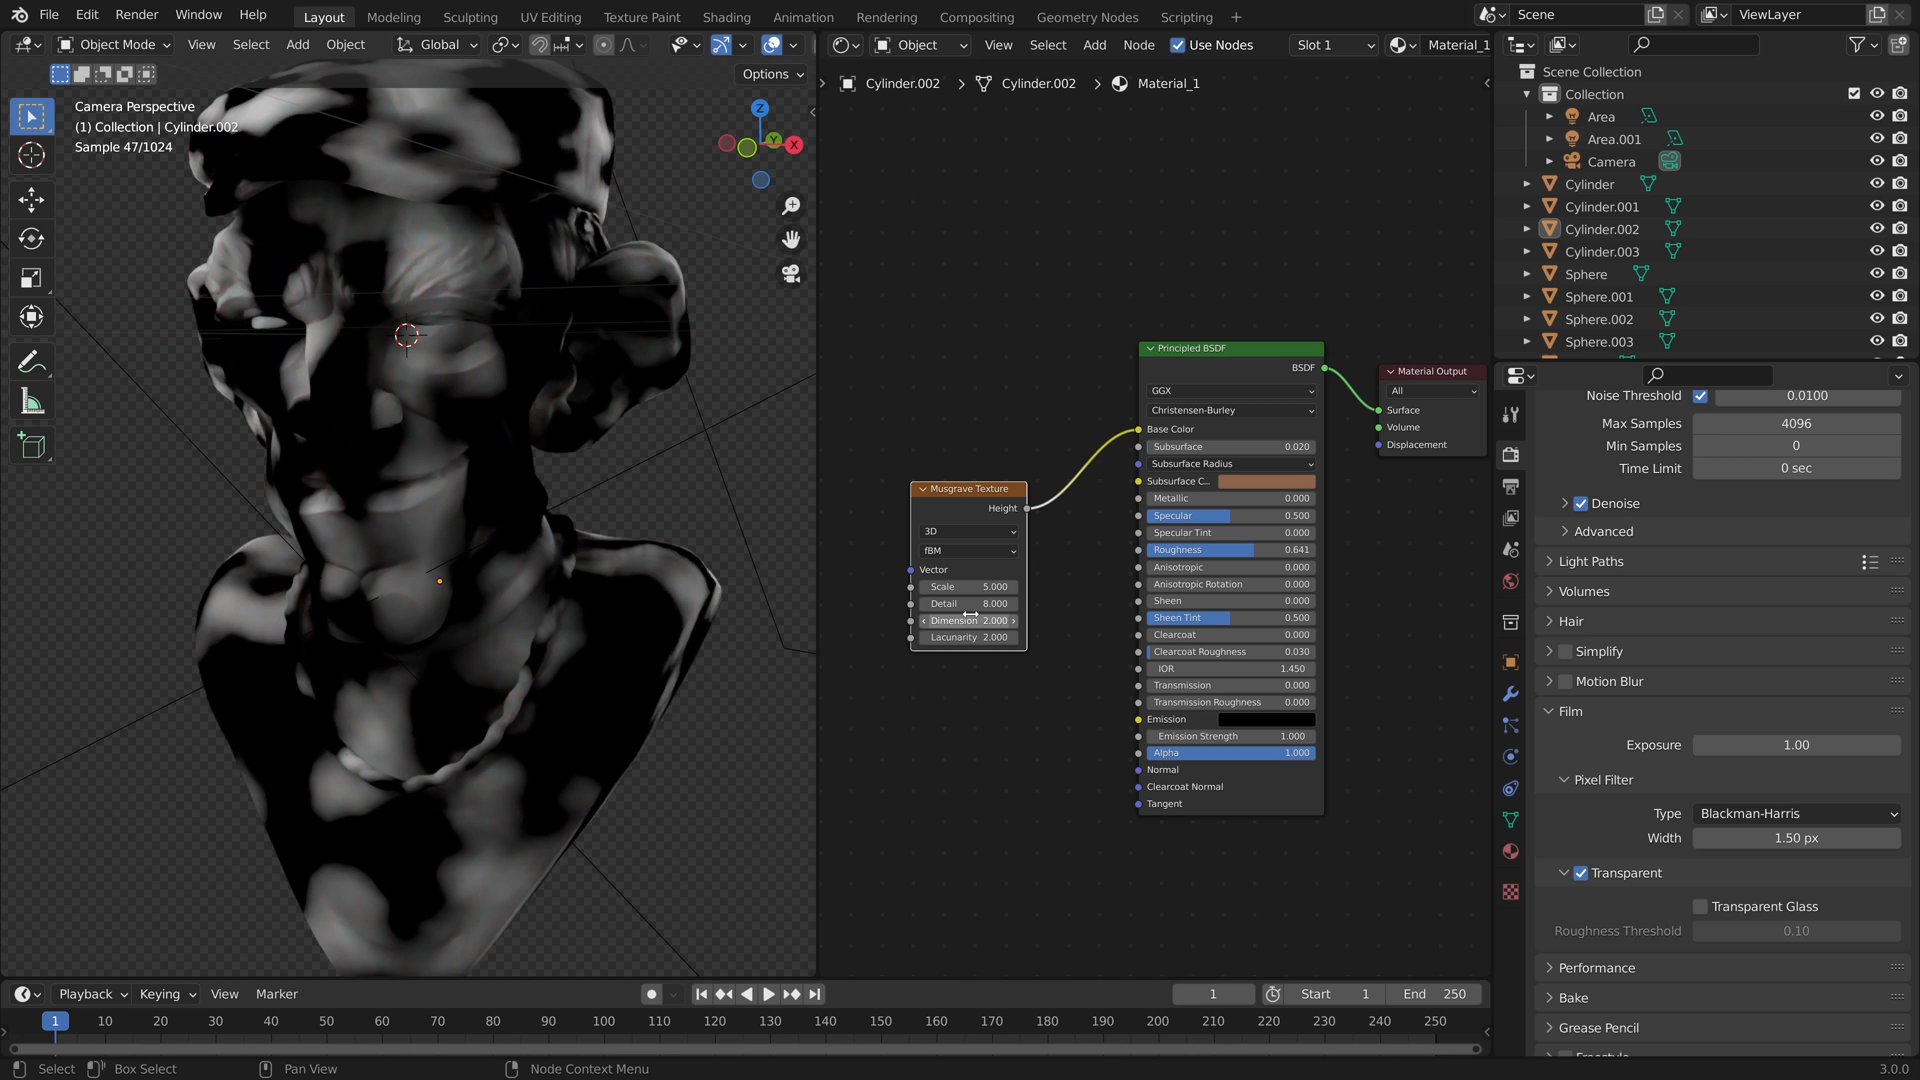 File Edit Render Window Help Layout Modeling Sculpting UV Editing Texture Paint Shading Animation Rendering Compositing Geometry Nodes Scripting + Scene ViewLayer
Object Mode View Select Add Object Global
Options
Camera Perspective
(1) Collection | Cylinder.002
Sample 47/1024
Z
Y
X
Object View Select Add Node Use Nodes Slot 1 Material_1
Cylinder.002 > Cylinder.002 > Material_1
Musgrave Texture
Height
3D
fBM
Vector
Scale 5.000
Detail 8.000
Dimension 2.000
Lacunarity 2.000
Principled BSDF
BSDF
GGX
Christensen-Burley
Base Color
Subsurface 0.020
Subsurface Radius
Subsurface C...
Metallic 0.000
Specular 0.500
Specular Tint 0.000
Roughness 0.641
Anisotropic 0.000
Anisotropic Rotation 0.000
Sheen 0.000
Sheen Tint 0.500
Clearcoat 0.000
Clearcoat Roughness 0.030
IOR 1.450
Transmission 0.000
Transmission Roughness 0.000
Emission
Emission Strength 1.000
Alpha 1.000
Normal
Clearcoat Normal
Tangent
Material Output
All
Surface
Volume
Displacement
Scene Collection
Collection
Area
Area.001
Camera
Cylinder
Cylinder.001
Cylinder.002
Cylinder.003
Sphere
Sphere.001
Sphere.002
Sphere.003
Noise Threshold 0.0100
Max Samples 4096
Min Samples 0
Time Limit 0 sec
Denoise
Advanced
Light Paths
Volumes
Hair
Simplify
Motion Blur
Film
Exposure 1.00
Pixel Filter
Type Blackman-Harris
Width 1.50 px
Transparent
Transparent Glass
Roughness Threshold 0.10
Performance
Bake
Grease Pencil
Playback Keying View Marker 1 Start 1 End 250
1 10 20 30 40 50 60 70 80 90 100 110 120 130 140 150 160 170 180 190 200 210 220 230 240 250
Select Box Select Pan View Node Context Menu 3.0.0